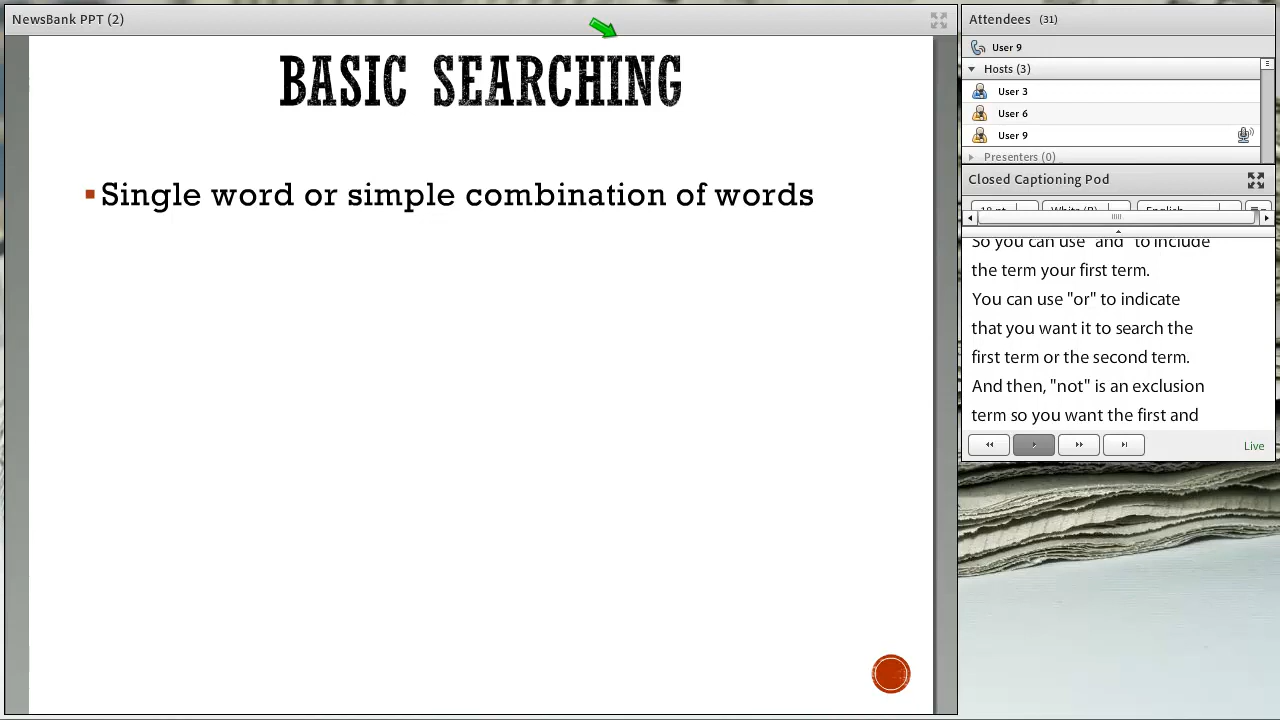 NewsBank PPT (2)
BASIC SEARCHING
Single word or simple combination of words
Attendees (31)
User 9
Hosts (3)
User 3
User 6
User 9
Presenters (0)
Closed Captioning Pod
So you can use "and" to include
the term your first term.
You can use "or" to indicate
that you want it to search the
first term or the second term.
And then, "not" is an exclusion
term so you want the first and
Live